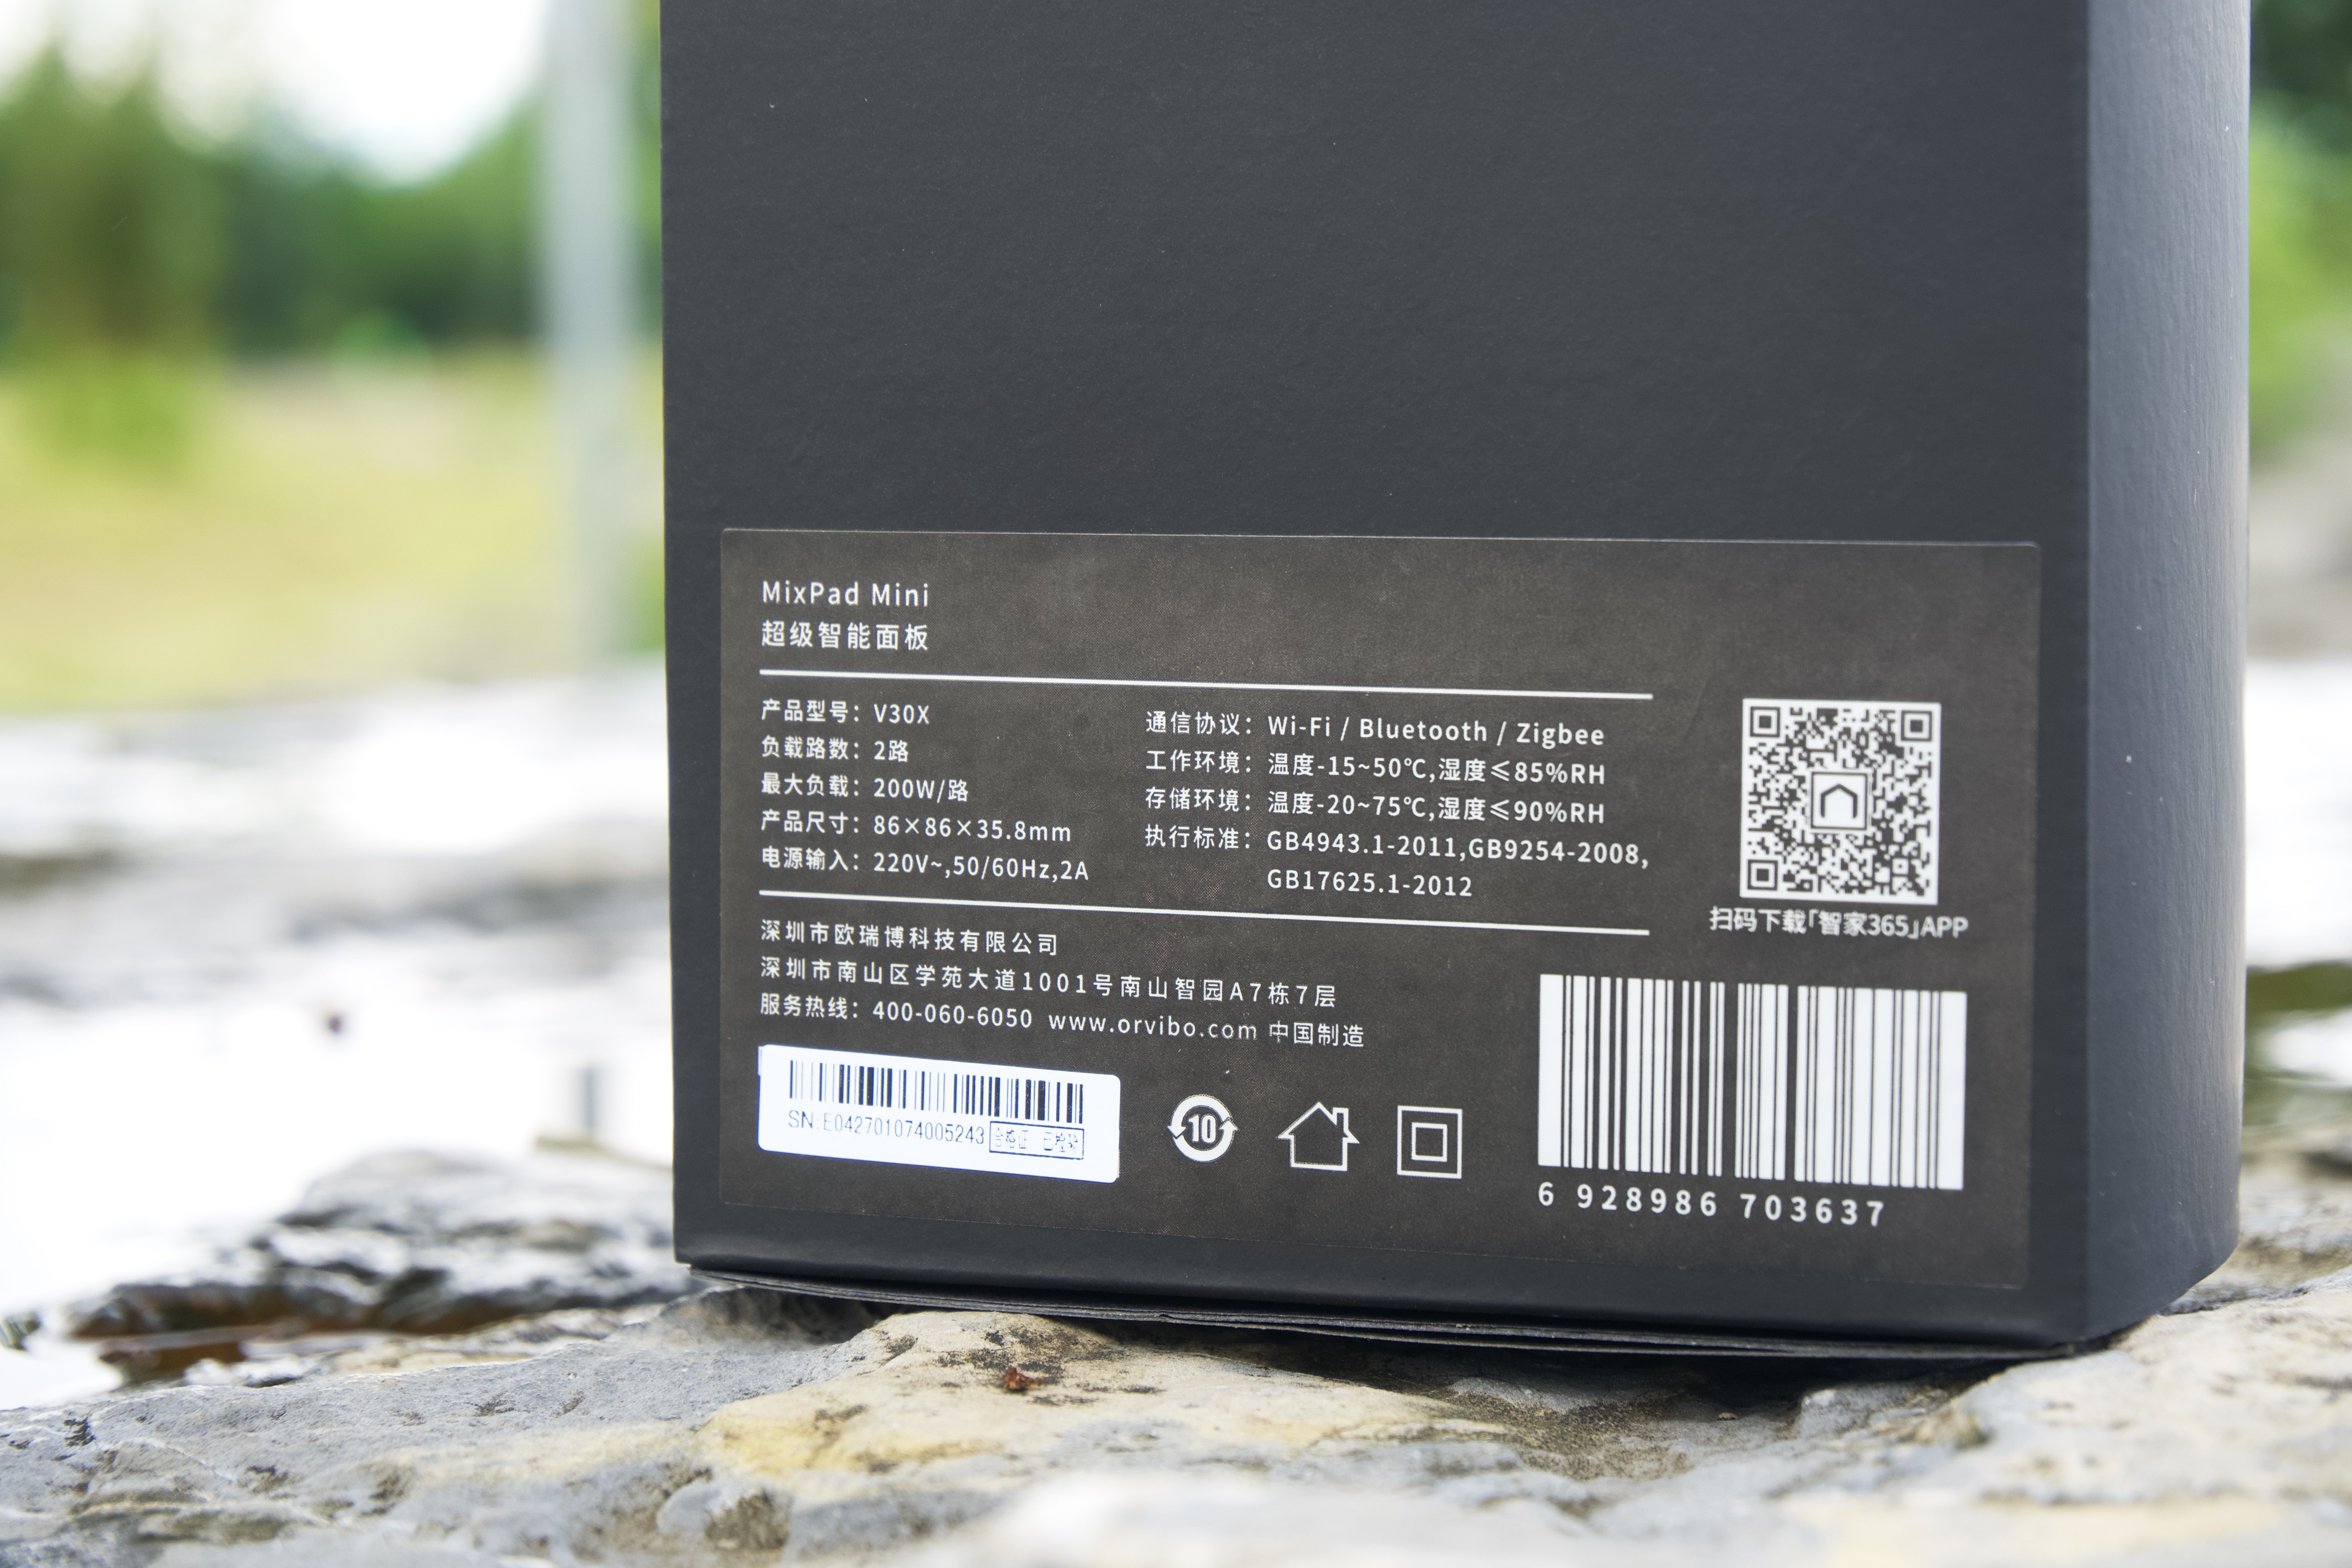 MixPad Mini
超级智能面板
产品型号：V30X
负载路数：2路
最大负载：200W/路
产品尺寸：86×86×35.8mm
电源输入：220V~,50/60Hz,2A
通信协议：Wi-Fi / Bluetooth / Zigbee
工作环境：温度-15~50℃,湿度≤85%RH
存储环境：温度-20~75℃,湿度≤90%RH
执行标准：GB4943.1-2011,GB9254-2008,
GB17625.1-2012
扫码下载「智家365」APP
深圳市欧瑞博科技有限公司
深圳市南山区学苑大道1001号南山智园A7栋7层
服务热线：400-060-6050 www.orvibo.com 中国制造
SN:E042701074005243 合格证 已检
10
6 928986 703637